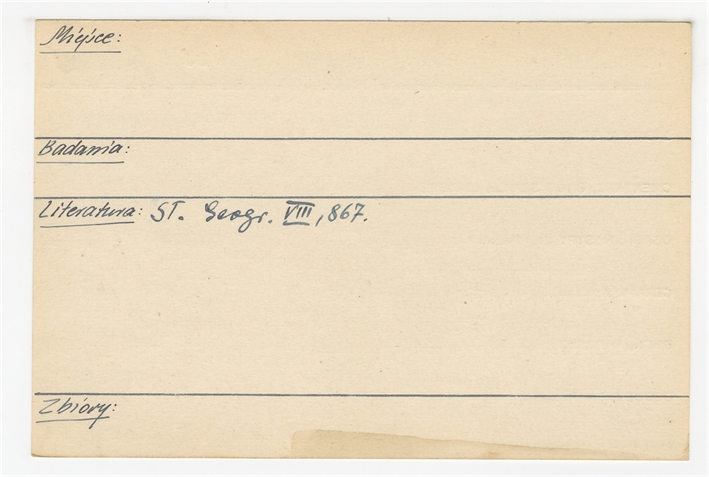 Miejsce:
Badania:
Literatura: Sł. Geogr. VIII, 867.
Zbiory: